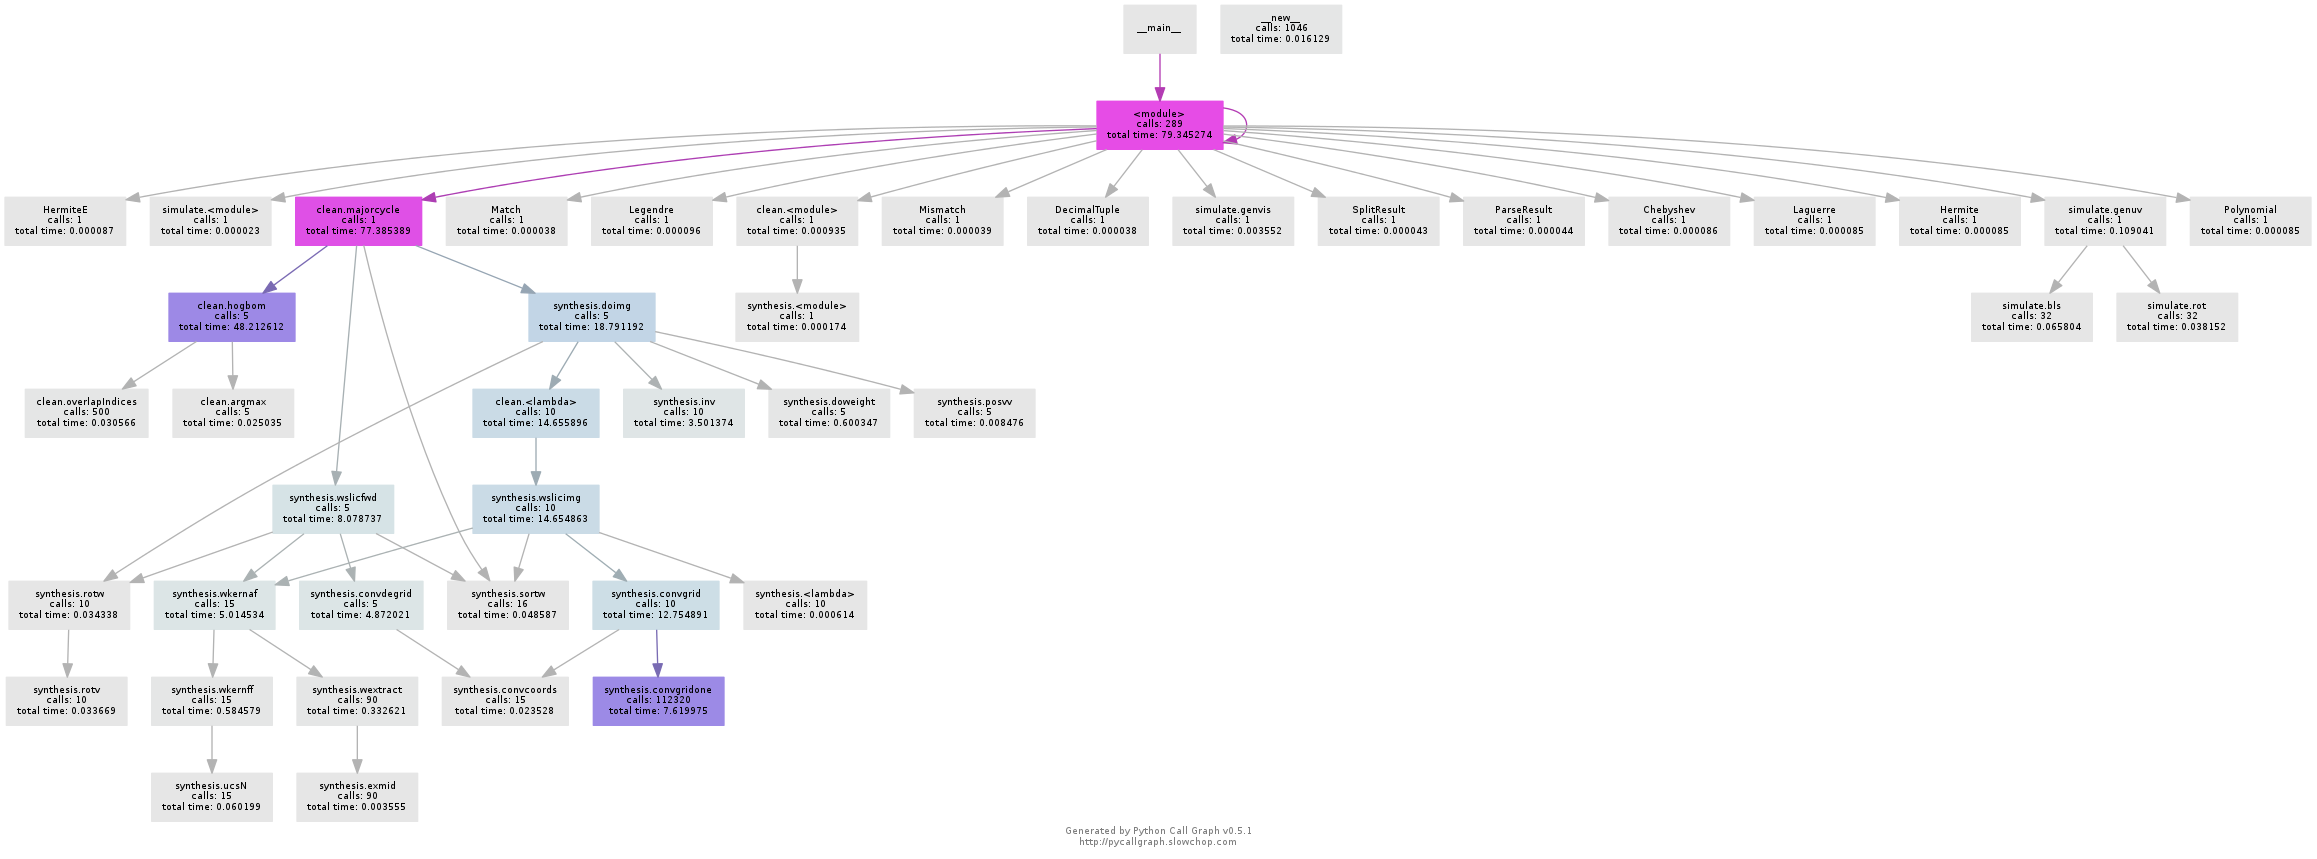 __main__
__new__
calls: 1046
total time: 0.016129
<module>
calls: 289
total time: 79.345274
HermiteE
calls: 1
total time: 0.000087
simulate.<module>
calls: 1
total time: 0.000023
clean.majorcycle
calls: 1
total time: 77.385389
Match
calls: 1
total time: 0.000038
Legendre
calls: 1
total time: 0.000096
clean.<module>
calls: 1
total time: 0.000935
Mismatch
calls: 1
total time: 0.000039
DecimalTuple
calls: 1
total time: 0.000038
simulate.genvis
calls: 1
total time: 0.003552
SplitResult
calls: 1
total time: 0.000043
ParseResult
calls: 1
total time: 0.000044
Chebyshev
calls: 1
total time: 0.000086
Laguerre
calls: 1
total time: 0.000085
Hermite
calls: 1
total time: 0.000085
simulate.genuv
calls: 1
total time: 0.109041
Polynomial
calls: 1
total time: 0.000085
clean.hogbom
calls: 5
total time: 48.212612
synthesis.doimg
calls: 5
total time: 18.791192
synthesis.<module>
calls: 1
total time: 0.000174
simulate.bls
calls: 32
total time: 0.065804
simulate.rot
calls: 32
total time: 0.038152
clean.overlapIndices
calls: 500
total time: 0.030566
clean.argmax
calls: 5
total time: 0.025035
clean.<lambda>
calls: 10
total time: 14.655896
synthesis.inv
calls: 10
total time: 3.501374
synthesis.doweight
calls: 5
total time: 0.600347
synthesis.posvv
calls: 5
total time: 0.008476
synthesis.wslicfwd
calls: 5
total time: 8.078737
synthesis.wslicimg
calls: 10
total time: 14.654863
synthesis.rotw
calls: 10
total time: 0.034338
synthesis.wkernaf
calls: 15
total time: 5.014534
synthesis.convdegrid
calls: 5
total time: 4.872021
synthesis.sortw
calls: 16
total time: 0.048587
synthesis.convgrid
calls: 10
total time: 12.754891
synthesis.<lambda>
calls: 10
total time: 0.000614
synthesis.rotv
calls: 10
total time: 0.033669
synthesis.wkernff
calls: 15
total time: 0.584579
synthesis.wextract
calls: 90
total time: 0.332621
synthesis.convcoords
calls: 15
total time: 0.023528
synthesis.convgridone
calls: 112320
total time: 7.619975
synthesis.ucsN
calls: 15
total time: 0.060199
synthesis.exmid
calls: 90
total time: 0.003555
Generated by Python Call Graph v0.5.1
http://pycallgraph.slowchop.com